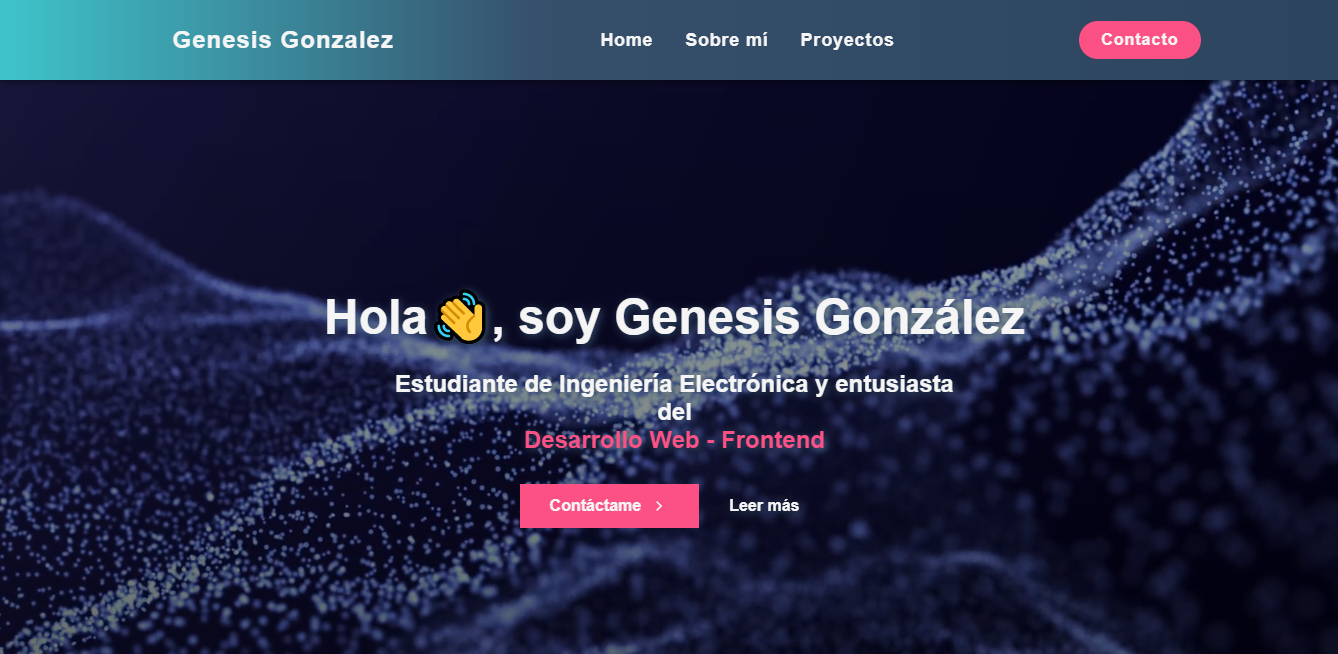 Genesis Gonzalez
Home Sobre mí Proyectos
Contacto
Hola👋, soy Genesis González
Estudiante de Ingeniería Electrónica y entusiasta
del
Desarrollo Web - Frontend
Contáctame >
Leer más